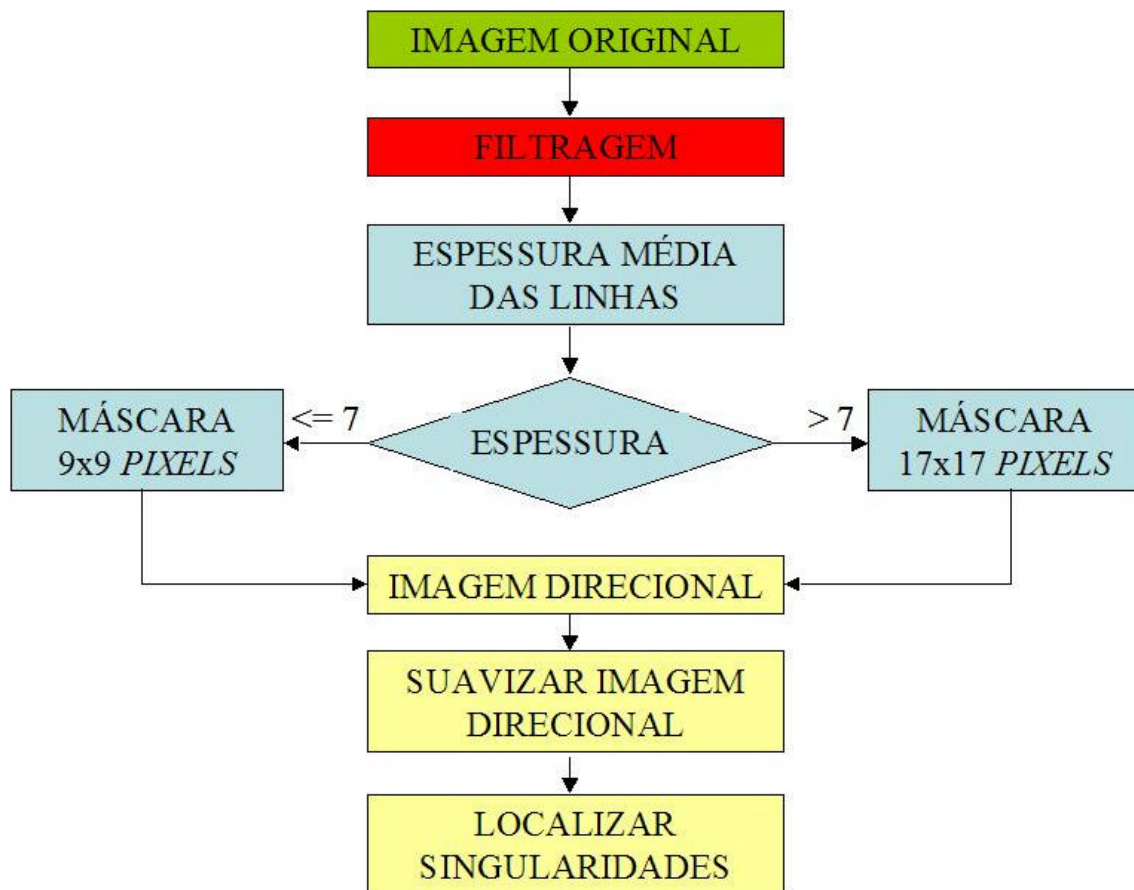 IMAGEM ORIGINAL
FILTRAGEM
ESPESSURA MÉDIA
DAS LINHAS
MÁSCARA
9x9 PIXELS
<= 7
ESPESSURA
> 7
MÁSCARA
17x17 PIXELS
IMAGEM DIRECIONAL
SUAVIZAR IMAGEM
DIRECIONAL
LOCALIZAR
SINGULARIDADES